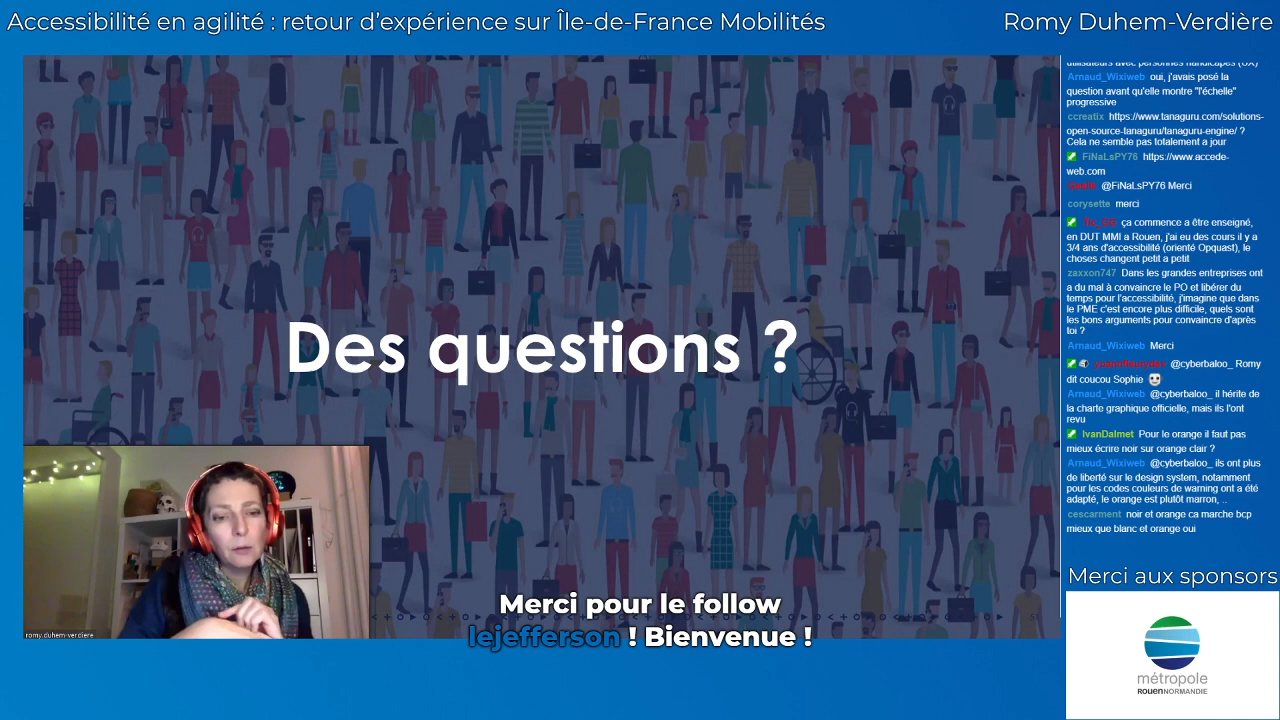 Accessibilité en agilité : retour d’expérience sur Île-de-France Mobilités
Romy Duhem-Verdière
utilisateurs avec personnes handicapées (UX)
Arnaud_Wixiweb oui, j'avais posé la
question avant qu'elle montre "l'échelle"
progressive
ccreatix https://www.tanaguru.com/solutions-
open-source-tanaguru/tanaguru-engine/ ?
Cela ne semble pas totalement a jour
FiNaLsPY76 https://www.accede-
web.com
@FiNaLsPY76 Merci
corysette merci
ça commence a être enseigné,
en DUT MMI a Rouen, j'ai eu des cours il y a
3/4 ans d'accessibilité (orienté Opquast), le
choses changent petit a petit
zaxxon747 Dans les grandes entreprises ont
a du mal à convaincre le PO et libérer du
temps pour l'accessibilité, j'imagine que dans
le PME c'est encore plus difficile, quels sont
les bons arguments pour convaincre d'après
toi ?
Arnaud_Wixiweb Merci
@cyberbaloo_ Romy
dit coucou Sophie
Arnaud_Wixiweb @cyberbaloo_ il hérite de
la charte graphique officielle, mais ils l'ont
revu
IvanDalmet Pour le orange il faut pas
mieux écrire noir sur orange clair ?
Arnaud_Wixiweb @cyberbaloo_ ils ont plus
de liberté sur le design system, notamment
pour les codes couleurs de warning ont a été
adapté, le orange est plutôt marron, ..
cescarment noir et orange ca marche bcp
mieux que blanc et orange oui
Des questions ?
romy.duhem-verdiere
Merci pour le follow
lejefferson ! Bienvenue !
Merci aux sponsors
métropole
ROUENNORMANDIE